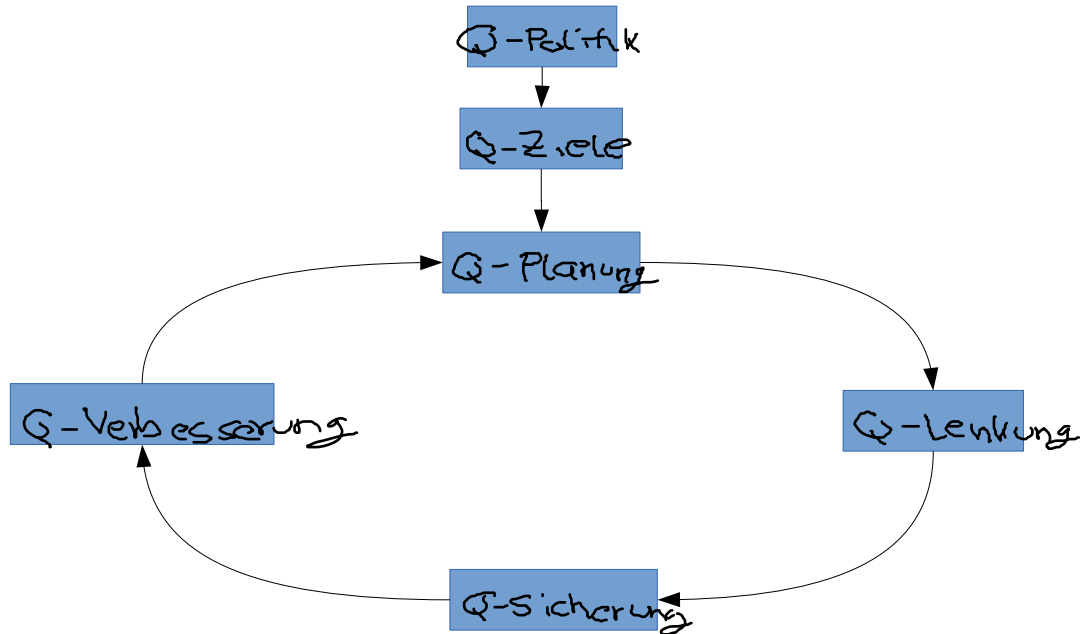 Q-Politik
Q-Ziele
Q-Planung
Q-Verbesserung
Q-Lenkung
Q-Sicherung